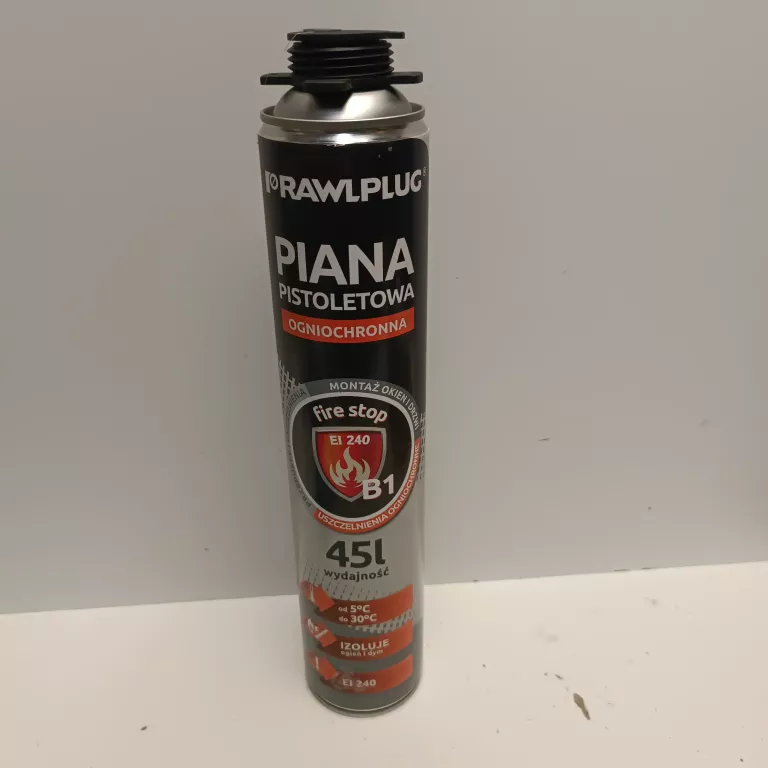 RAWLPLUG®
PIANA
PISTOLETOWA
OGNIOCHRONNA
MONTAŻ OKIEN I DRZWI
fire stop
EI 240
B1
USZCZELNIENIA OGNIOCHRONNE
45l
wydajność
od 5°C
do 30°C
IZOLUJE
ogień i dym
EI 240